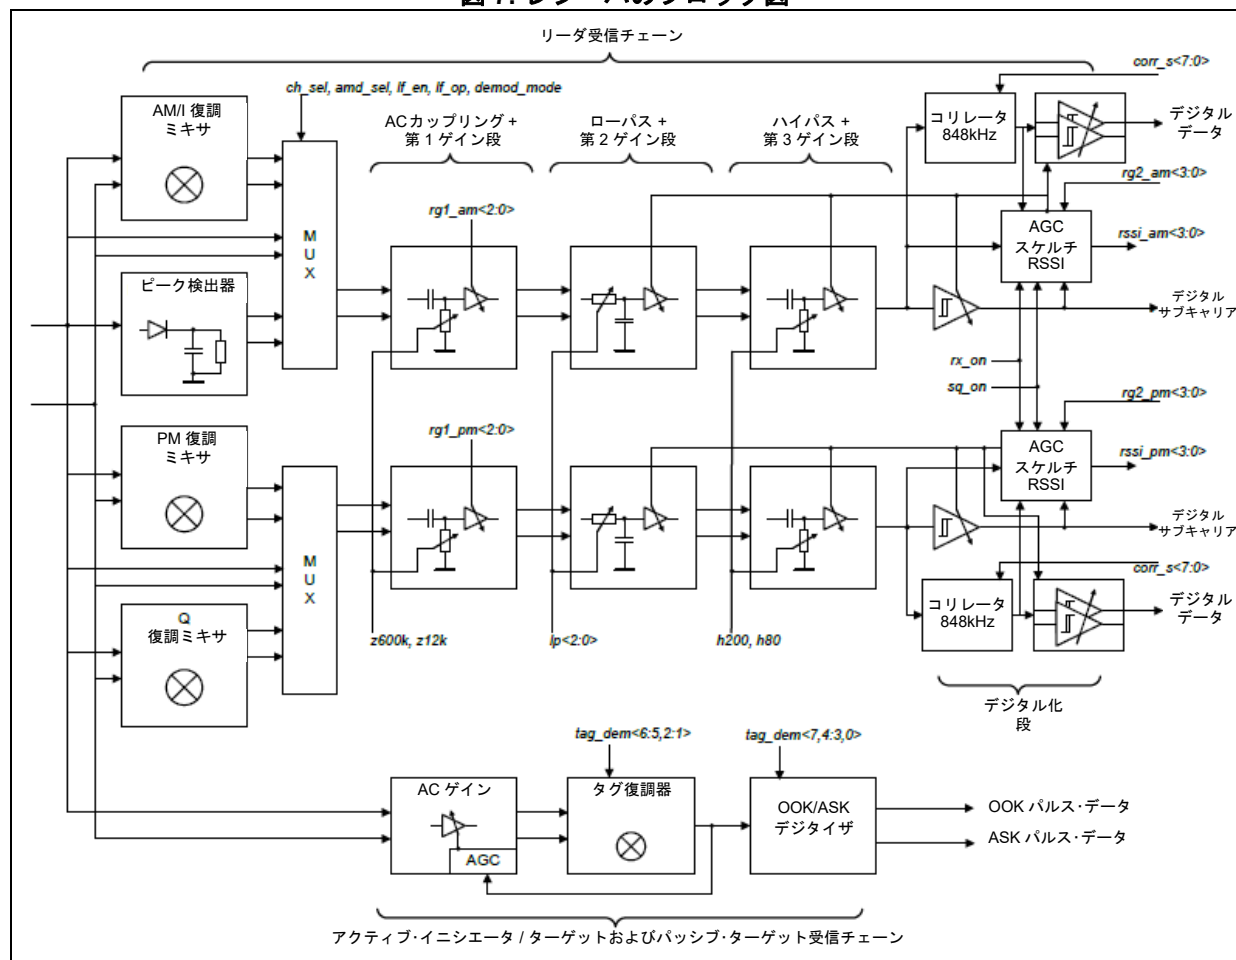 リーダ受信チェーン
corr_s<7:0>
ch_sel, amd_sel, lf_en, lf_op, demod_mode
AM/I 復調
ミキサ
ACカップリング +
第 1 ゲイン段
ローパス +
第 2 ゲイン段
ハイパス +
第 3 ゲイン段
コリレータ
848kHz
デジタル
データ
rg2_am<3:0>
rg1_am<2:0>
M
U
X
AGC
スケルチ
RSSI
rssi_am<3:0>
ピーク検出器
デジタル
サブキャリア
rx_on
sq_on
rg2_pm<3:0>
PM 復調
ミキサ
rg1_pm<2:0>
AGC
スケルチ
RSSI
rssi_pm<3:0>
デジタル
サブキャリア
M
U
X
corr_s<7:0>
Q
復調ミキサ
コリレータ
848kHz
デジタル
データ
z600k, z12k
lp<2:0>
h200, h80
デジタル化
段
tag_dem<6:5,2:1>
tag_dem<7,4:3,0>
AC ゲイン
AGC
タグ復調器
OOK/ASK
デジタイザ
OOK パルス･データ
ASK パルス･データ
アクティブ･イニシエータ / ターゲットおよびパッシブ･ターゲット受信チェーン